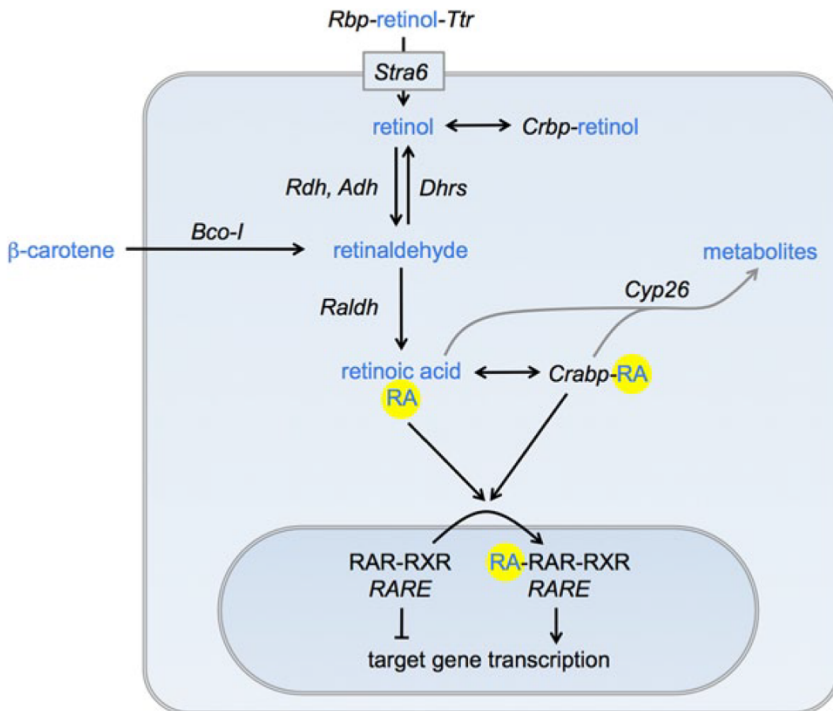 Rbp-retinol-Ttr
Stra6
retinol
Crbp-retinol
Rdh, Adh
Dhrs
β-carotene
Bco-I
retinaldehyde
metabolites
Cyp26
Raldh
retinoic acid
RA
Crabp-RA
RAR-RXR
RARE
RA-RAR-RXR
RARE
target gene transcription